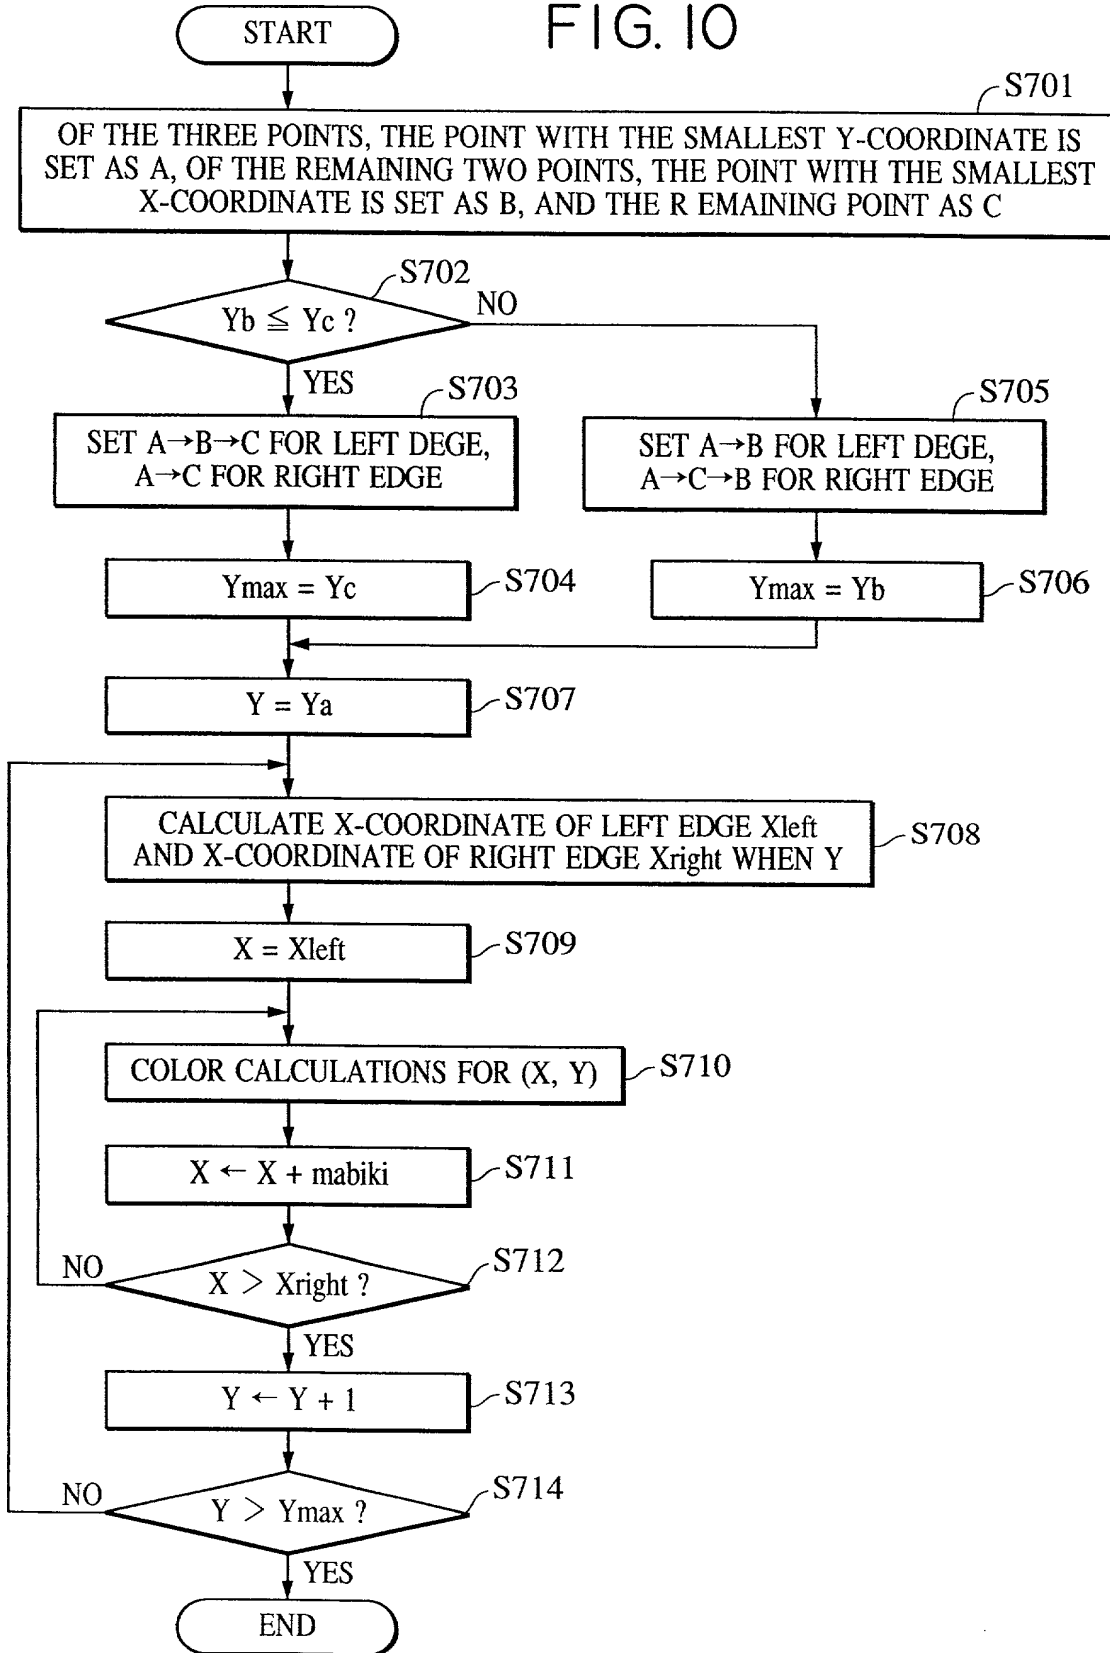 FIG. 10
START
S701
OF THE THREE POINTS, THE POINT WITH THE SMALLEST Y-COORDINATE IS
SET AS A, OF THE REMAINING TWO POINTS, THE POINT WITH THE SMALLEST
X-COORDINATE IS SET AS B, AND THE R EMAINING POINT AS C
S702
Yb ≦ Yc ?
NO
YES
S703
SET A→B→C FOR LEFT DEGE,
A→C FOR RIGHT EDGE
S705
SET A→B FOR LEFT DEGE,
A→C→B FOR RIGHT EDGE
Ymax = Yc
S704
Ymax = Yb
S706
Y = Ya
S707
CALCULATE X-COORDINATE OF LEFT EDGE Xleft
AND X-COORDINATE OF RIGHT EDGE Xright WHEN Y
S708
X = Xleft
S709
COLOR CALCULATIONS FOR (X, Y)
S710
X ← X + mabiki
S711
X > Xright ?
S712
NO
YES
Y ← Y + 1
S713
Y > Ymax ?
S714
NO
YES
END